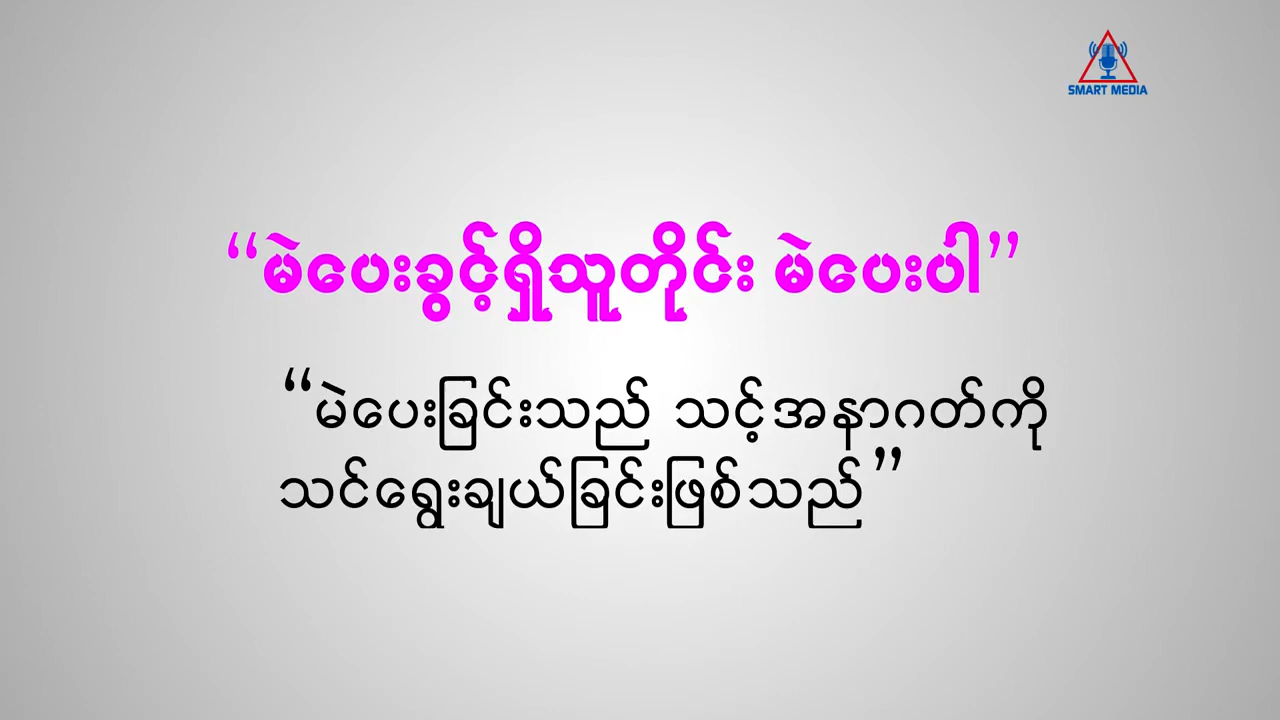 SMART MEDIA
“မဲပေးခွင့်ရှိသူတိုင်း မဲပေးပါ”
“မဲပေးခြင်းသည် သင့်အနာဂတ်ကို
သင်ရွေးချယ်ခြင်းဖြစ်သည်”